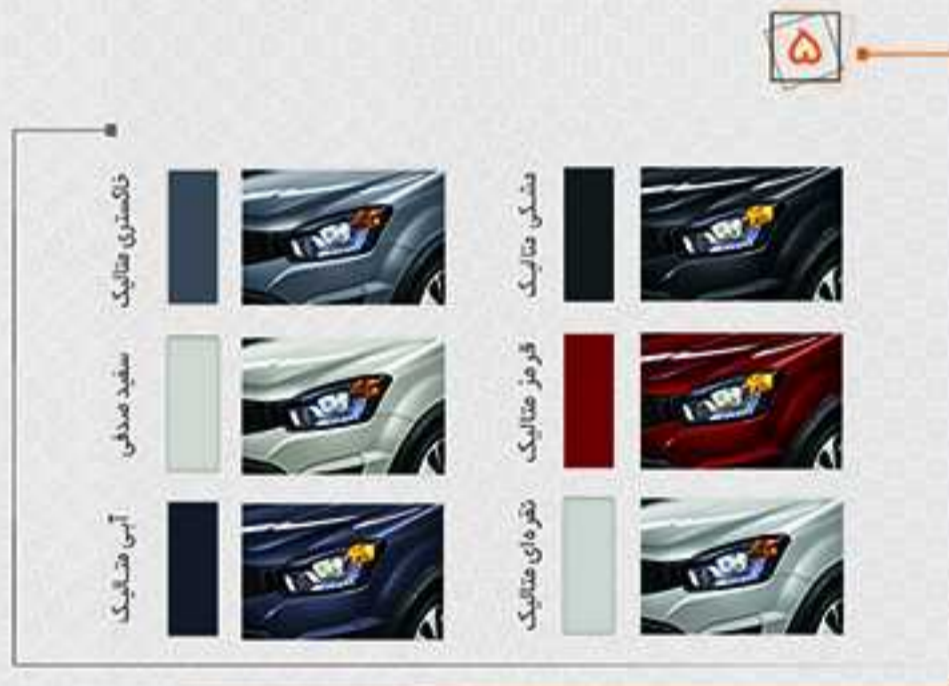 ۵
خاکستری متالیک
مشکی متالیک
سفید صدفی
قرمز متالیک
آبی متالیک
نقره‌ای متالیک